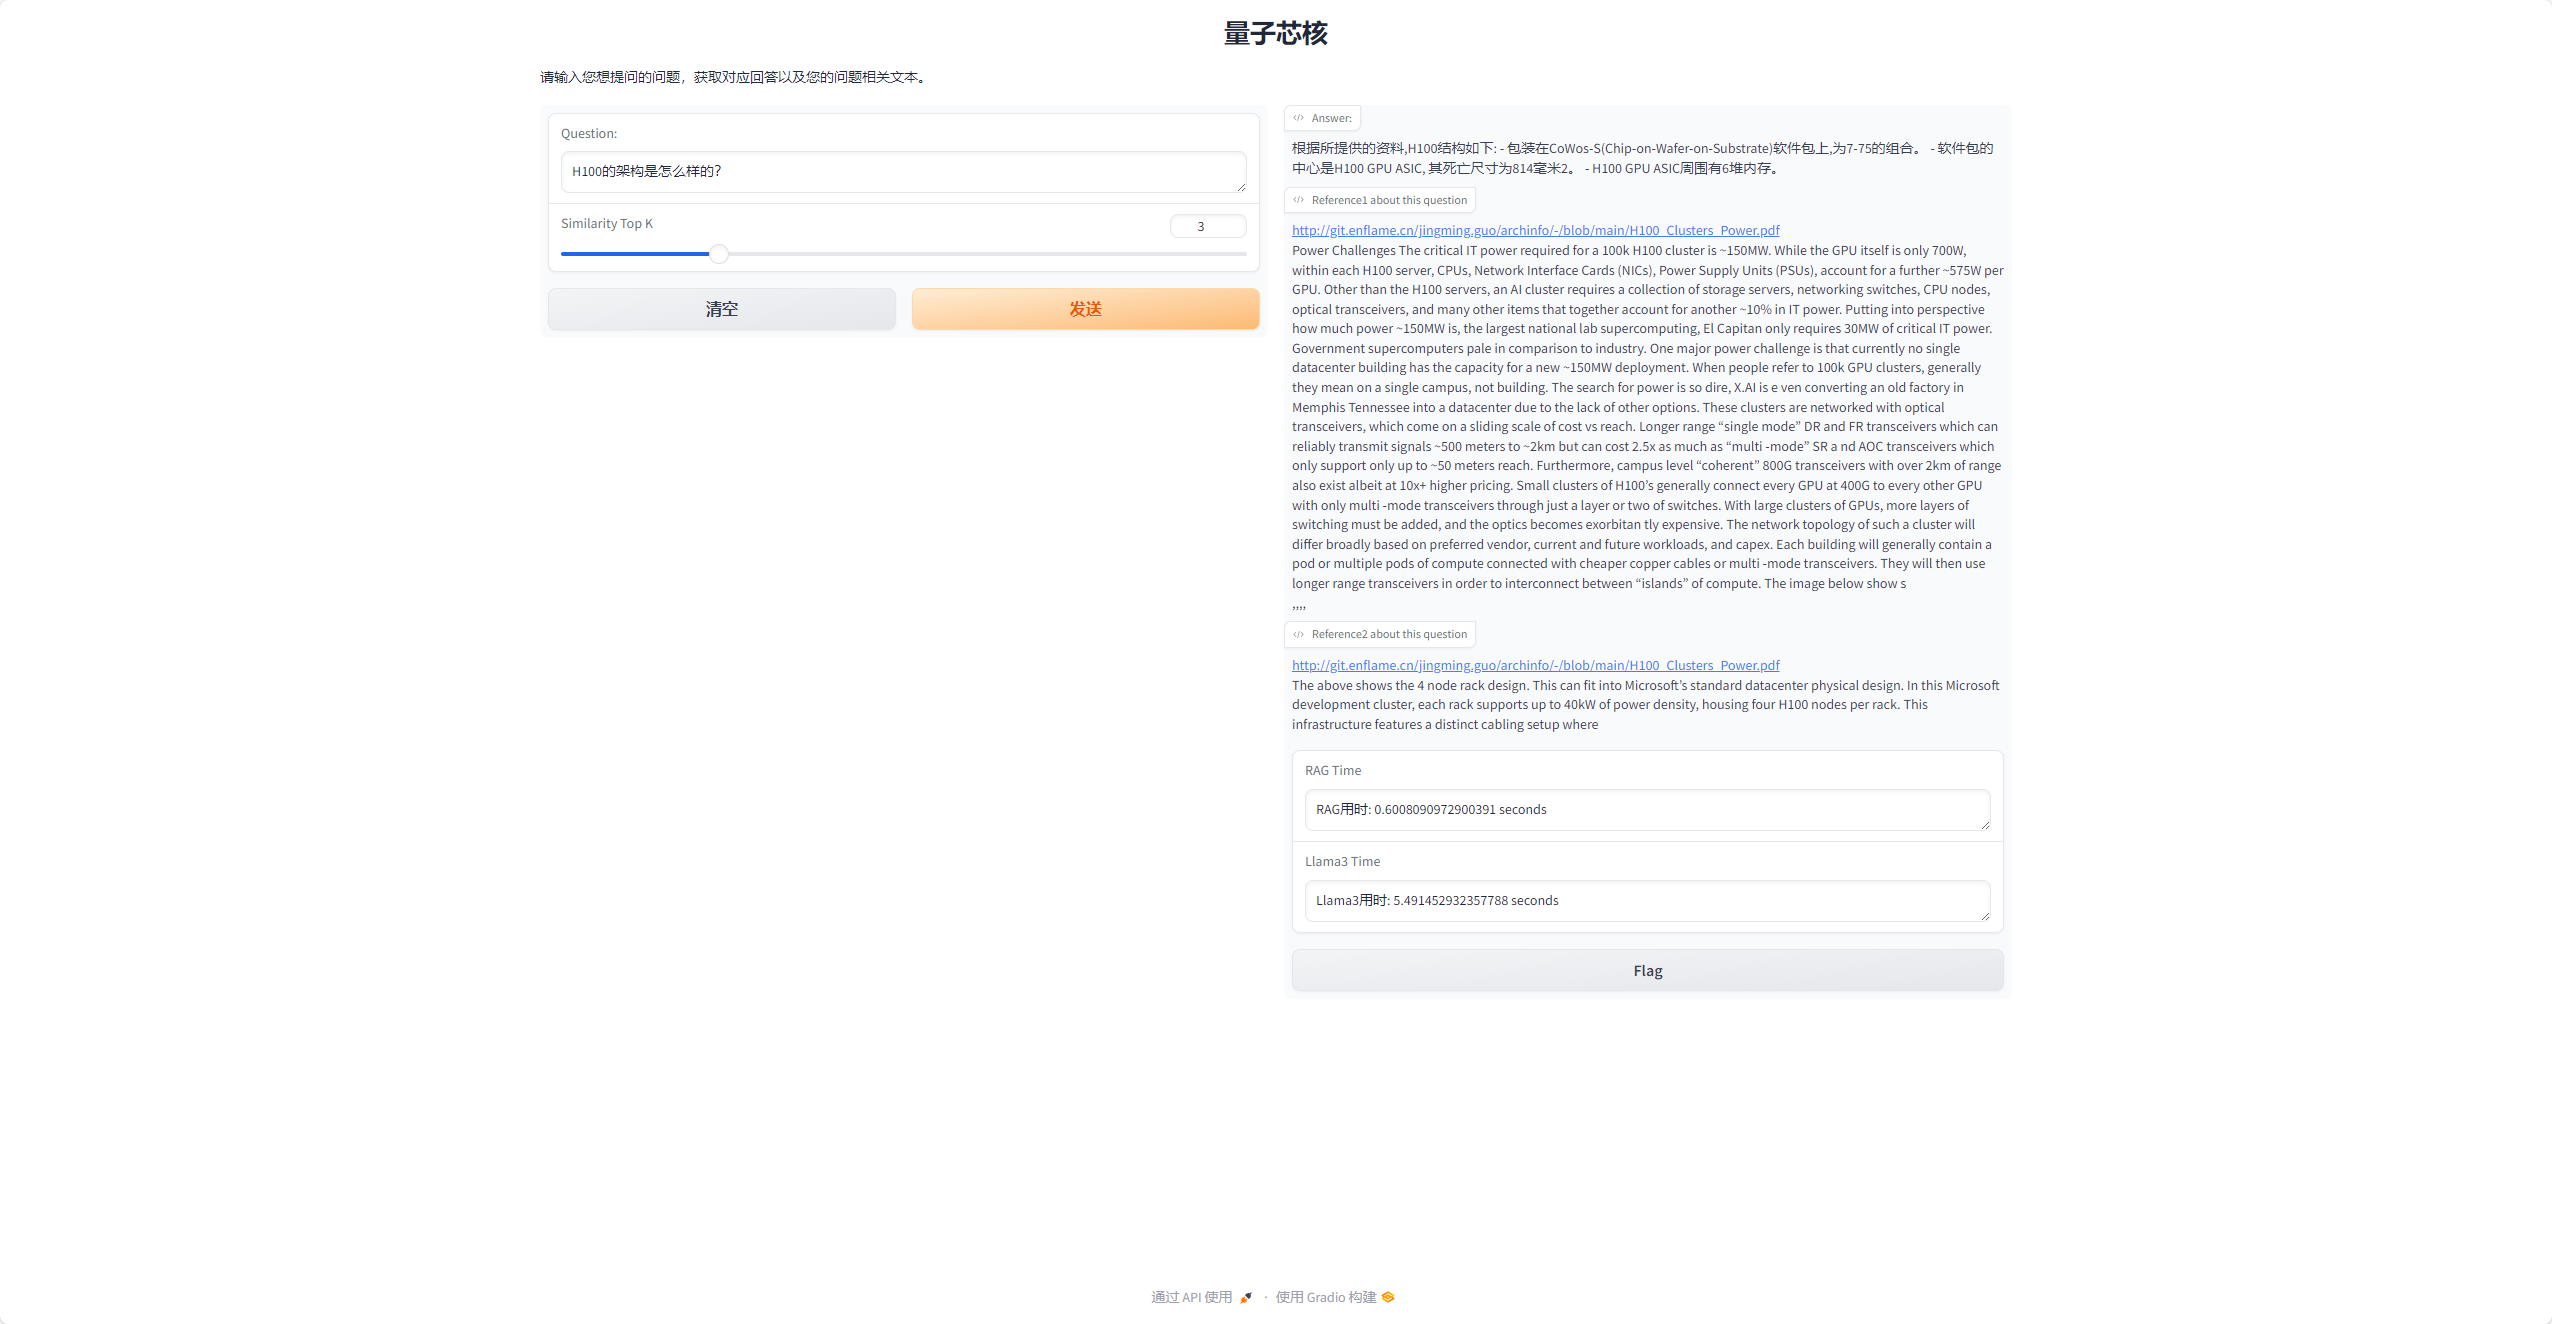 量子芯核
请输入您想提问的问题，获取对应回答以及您的问题相关文本。
Question:
H100的架构是怎么样的？
Similarity Top K
3
清空
发送
Answer:
根据所提供的资料,H100结构如下: - 包装在CoWos-S(Chip-on-Wafer-on-Substrate)软件包上,为7-75的组合。 - 软件包的
中心是H100 GPU ASIC, 其死亡尺寸为814毫米2。 - H100 GPU ASIC周围有6堆内存。
Reference1 about this question
http://git.enflame.cn/jingming.guo/archinfo/-/blob/main/H100_Clusters_Power.pdf
Power Challenges The critical IT power required for a 100k H100 cluster is ~150MW. While the GPU itself is only 700W,
within each H100 server, CPUs, Network Interface Cards (NICs), Power Supply Units (PSUs), account for a further ~575W per
GPU. Other than the H100 servers, an AI cluster requires a collection of storage servers, networking switches, CPU nodes,
optical transceivers, and many other items that together account for another ~10% in IT power. Putting into perspective
how much power ~150MW is, the largest national lab supercomputing, El Capitan only requires 30MW of critical IT power.
Government supercomputers pale in comparison to industry. One major power challenge is that currently no single
datacenter building has the capacity for a new ~150MW deployment. When people refer to 100k GPU clusters, generally
they mean on a single campus, not building. The search for power is so dire, X.AI is e ven converting an old factory in
Memphis Tennessee into a datacenter due to the lack of other options. These clusters are networked with optical
transceivers, which come on a sliding scale of cost vs reach. Longer range “single mode” DR and FR transceivers which can
reliably transmit signals ~500 meters to ~2km but can cost 2.5x as much as “multi -mode” SR a nd AOC transceivers which
only support only up to ~50 meters reach. Furthermore, campus level “coherent” 800G transceivers with over 2km of range
also exist albeit at 10x+ higher pricing. Small clusters of H100’s generally connect every GPU at 400G to every other GPU
with only multi -mode transceivers through just a layer or two of switches. With large clusters of GPUs, more layers of
switching must be added, and the optics becomes exorbitan tly expensive. The network topology of such a cluster will
differ broadly based on preferred vendor, current and future workloads, and capex. Each building will generally contain a
pod or multiple pods of compute connected with cheaper copper cables or multi -mode transceivers. They will then use
longer range transceivers in order to interconnect between “islands” of compute. The image below show s
,,,,
Reference2 about this question
http://git.enflame.cn/jingming.guo/archinfo/-/blob/main/H100_Clusters_Power.pdf
The above shows the 4 node rack design. This can fit into Microsoft’s standard datacenter physical design. In this Microsoft
development cluster, each rack supports up to 40kW of power density, housing four H100 nodes per rack. This
infrastructure features a distinct cabling setup where
RAG Time
RAG用时: 0.6008090972900391 seconds
Llama3 Time
Llama3用时: 5.491452932357788 seconds
Flag
通过 API 使用 · 使用 Gradio 构建